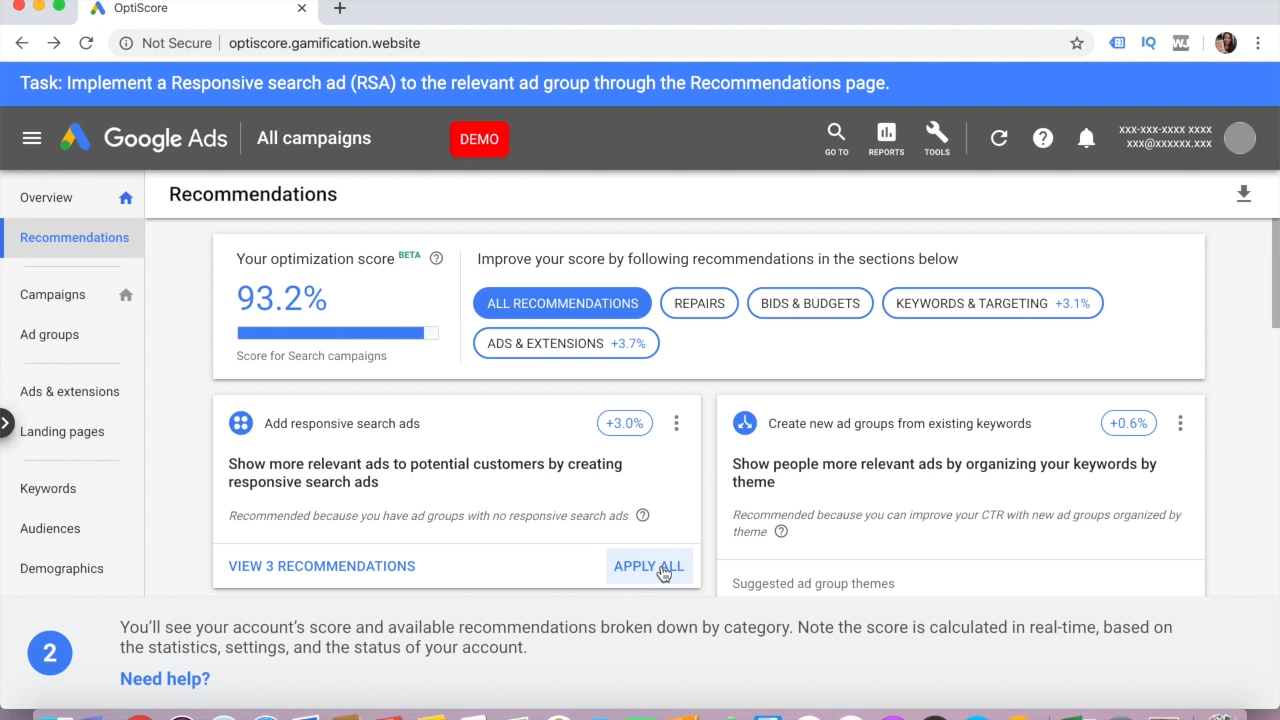 OptiScore
Not Secure
optiscore.gamification.website
IQ
WJ
Task: Implement a Responsive search ad (RSA) to the relevant ad group through the Recommendations page.
Google Ads
All campaigns
DEMO
GO TO
REPORTS
TOOLS
xxx-xxx-xxxx xxxx
xxx@xxxxxx.xxx
Overview
Recommendations
Campaigns
Ad groups
Ads & extensions
Landing pages
Keywords
Audiences
Demographics
Recommendations
Your optimization score BETA
93.2%
Score for Search campaigns
Improve your score by following recommendations in the sections below
ALL RECOMMENDATIONS
REPAIRS
BIDS & BUDGETS
KEYWORDS & TARGETING +3.1%
ADS & EXTENSIONS +3.7%
Add responsive search ads
+3.0%
Show more relevant ads to potential customers by creating
responsive search ads
Recommended because you have ad groups with no responsive search ads
VIEW 3 RECOMMENDATIONS
APPLY ALL
Create new ad groups from existing keywords
+0.6%
Show people more relevant ads by organizing your keywords by
theme
Recommended because you can improve your CTR with new ad groups organized by
theme
Suggested ad group themes
2
You'll see your account's score and available recommendations broken down by category. Note the score is calculated in real-time, based on
the statistics, settings, and the status of your account.
Need help?